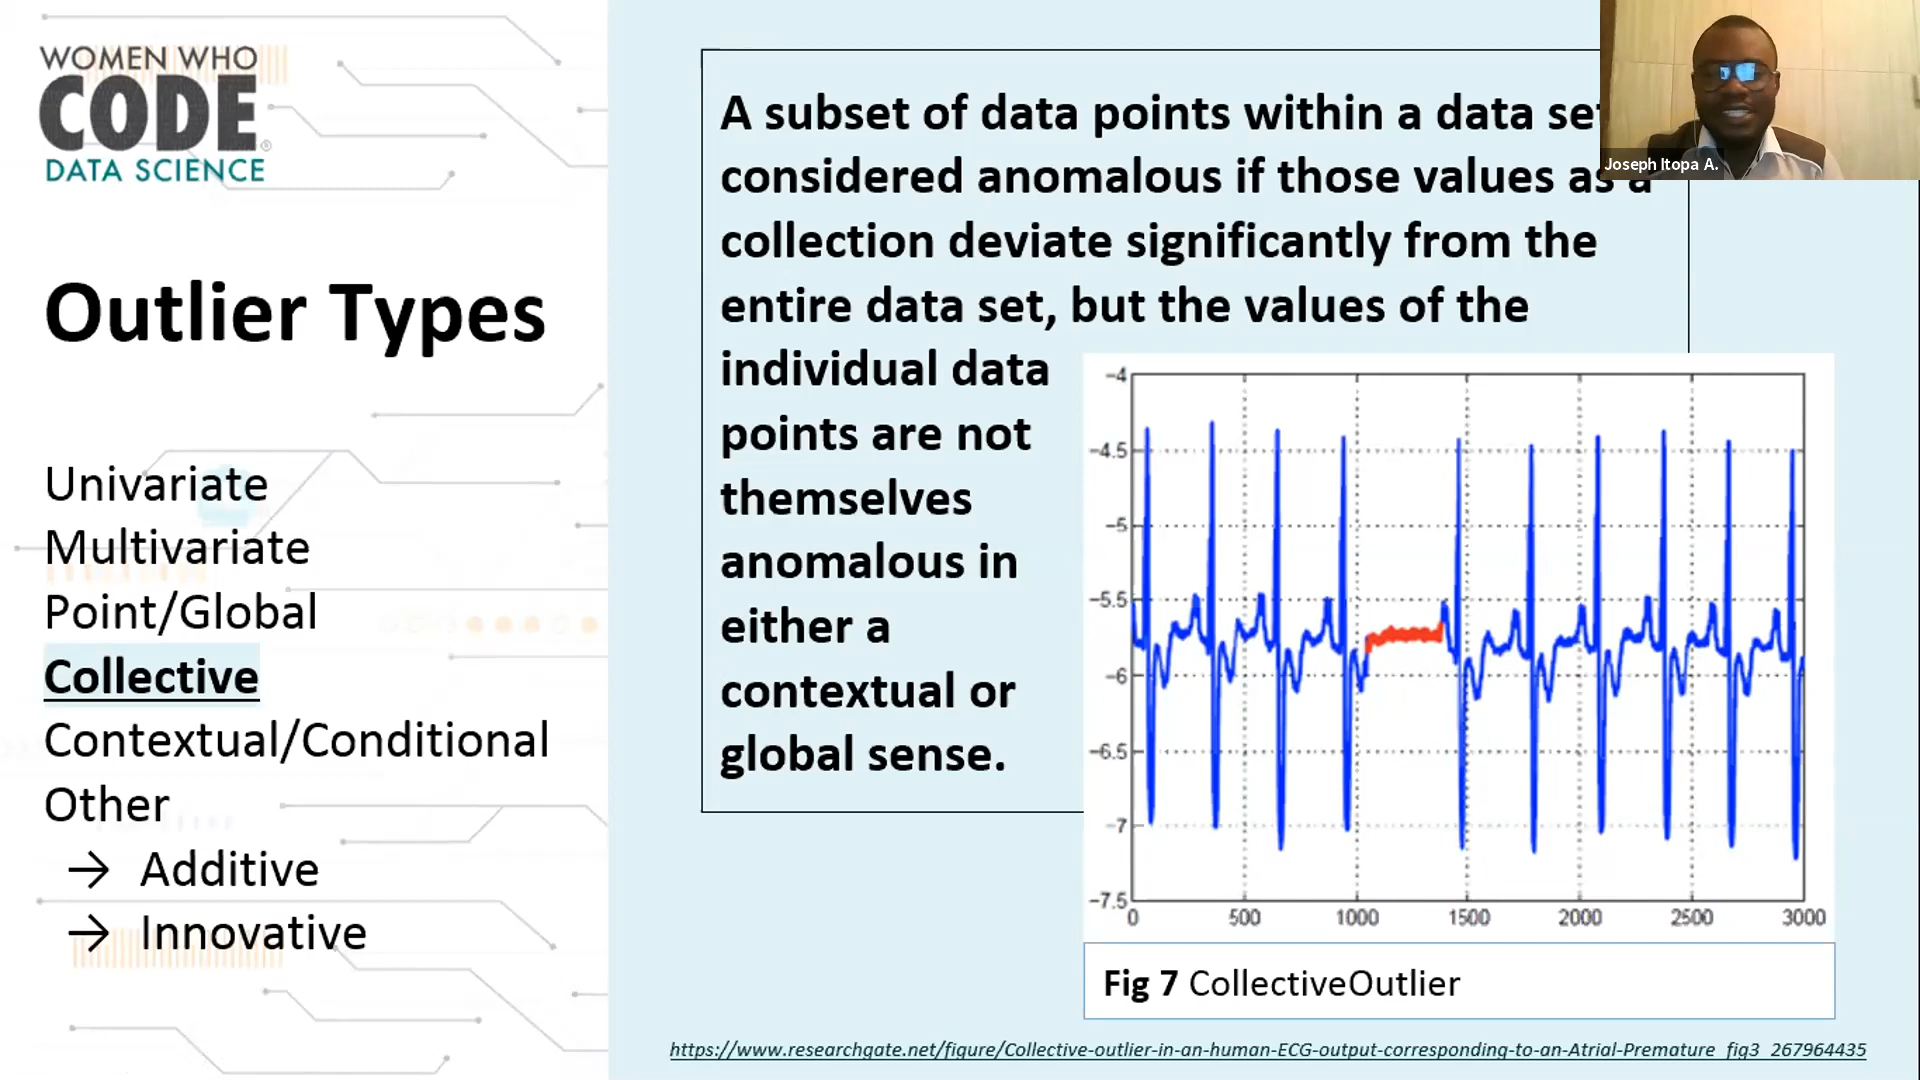 WOMEN WHO
CODE®
DATA SCIENCE
Outlier Types
Univariate
Multivariate
Point/Global
Collective
Contextual/Conditional
Other
→ Additive
→ Innovative
A subset of data points within a data set
considered anomalous if those values as a
collection deviate significantly from the
entire data set, but the values of the
individual data
points are not
themselves
anomalous in
either a
contextual or
global sense.
Joseph Itopa A.
−4
−4.5
−5
−5.5
−6
−6.5
−7
−7.5
0 500 1000 1500 2000 2500 3000
Fig 7 CollectiveOutlier
https://www.researchgate.net/figure/Collective-outlier-in-an-human-ECG-output-corresponding-to-an-Atrial-Premature_fig3_267964435